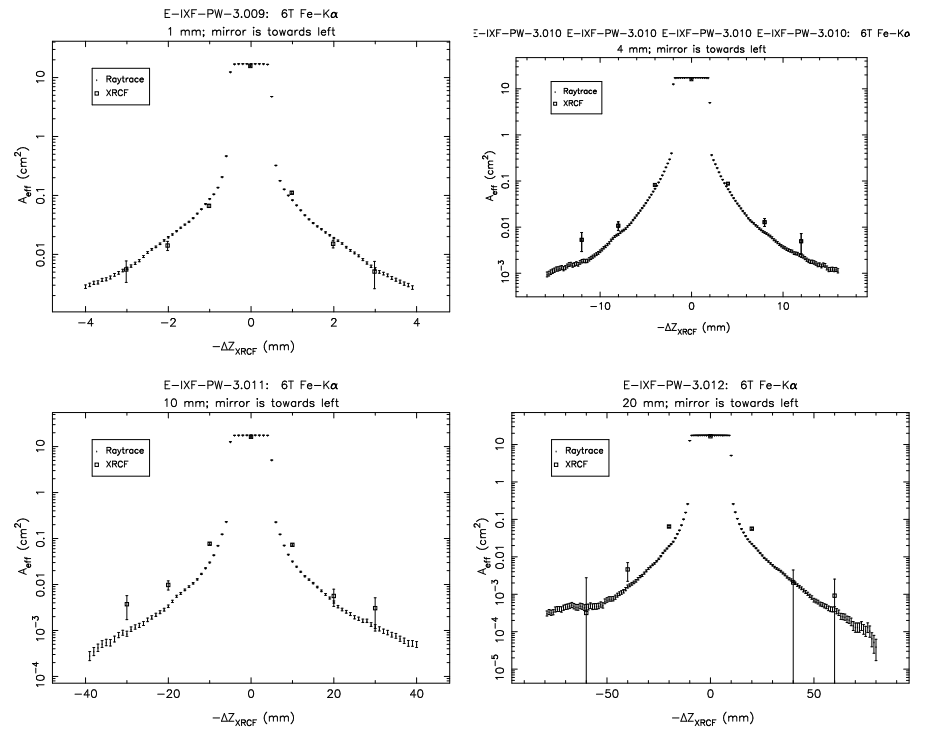 E-IXF-PW-3.009: 6T Fe-Kα
1 mm; mirror is towards left
Raytrace
XRCF
A_eff (cm²)
10
1
0.1
0.01
−4 −2 0 2 4
−ΔZ_XRCF (mm)
E-IXF-PW-3.010 E-IXF-PW-3.010 E-IXF-PW-3.010 E-IXF-PW-3.010: 6T Fe-Kα
4 mm; mirror is towards left
Raytrace
XRCF
A_eff (cm²)
10
1
0.1
0.01
10⁻³
−10 0 10
−ΔZ_XRCF (mm)
E-IXF-PW-3.011: 6T Fe-Kα
10 mm; mirror is towards left
Raytrace
XRCF
A_eff (cm²)
10
1
0.1
0.01
10⁻³
10⁻⁴
−40 −20 0 20 40
−ΔZ_XRCF (mm)
E-IXF-PW-3.012: 6T Fe-Kα
20 mm; mirror is towards left
Raytrace
XRCF
A_eff (cm²)
10
1
0.1
0.01
10⁻³
10⁻⁴
10⁻⁵
−50 0 50
−ΔZ_XRCF (mm)